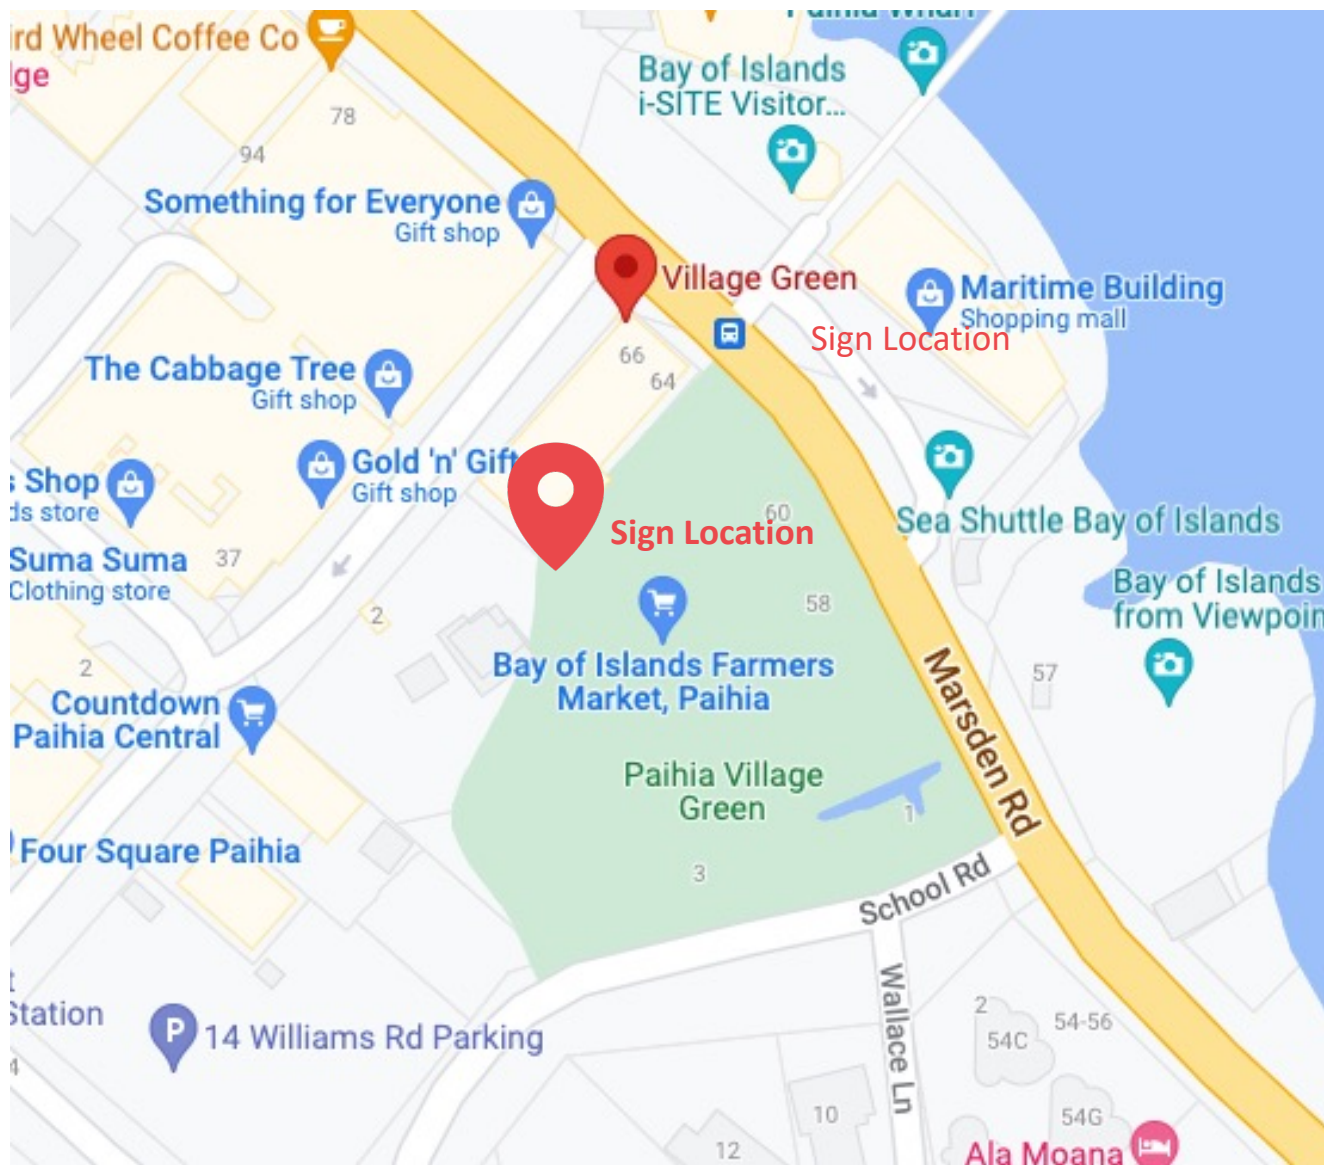 ird Wheel Coffee Co
dge
78
94
Bay of Islands
i-SITE Visitor...
Something for Everyone
Gift shop
Village Green
Maritime Building
Shopping mall
Sign Location
66
64
The Cabbage Tree
Gift shop
Gold 'n' Gift
Gift shop
s Shop
ds store
60
Sign Location
Sea Shuttle Bay of Islands
Suma Suma
Clothing store
37
2
58
Bay of Islands
from Viewpoin
Bay of Islands Farmers
Market, Paihia
2
57
Marsden Rd
Countdown
Paihia Central
Paihia Village
Green
1
Four Square Paihia
3
School Rd
Wallace Ln
Station
P
14 Williams Rd Parking
2
54-56
54C
4
10
54G
12
Ala Moana